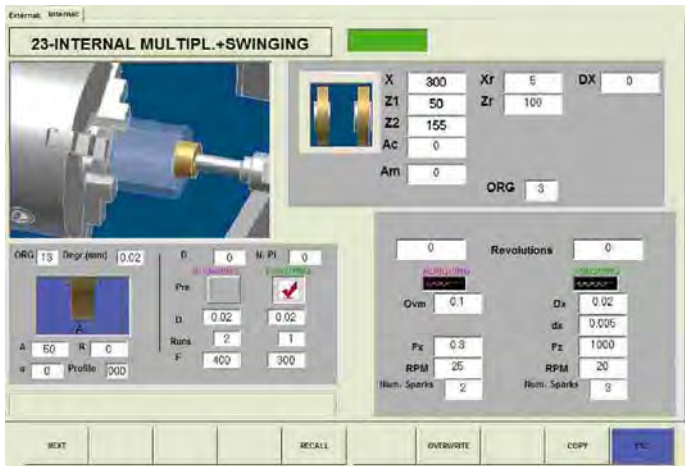 External Internal
23-INTERNAL MULTIPL.+SWINGING
X 300 Xr 5 DX 0
Z1 50 Zr 100
Z2 155
Ac 0
Am 0
ORG 3
ORG 13 Degr.(mm) 0.02
A
A 50 R 0
α 0 Profile 000
D 0 N. Pl. 0
Pre
D 0.02 0.02
Runs 2 1
F 400 300
0 Revolutions 0
Ovm 0.1 Dx 0.02
dx 0.005
Fx 0.3 Fz 1000
RPM 25 RPM 20
Num. Sparks 2 Num. Sparks 3
NEXT RECALL OVERWRITE COPY ESC